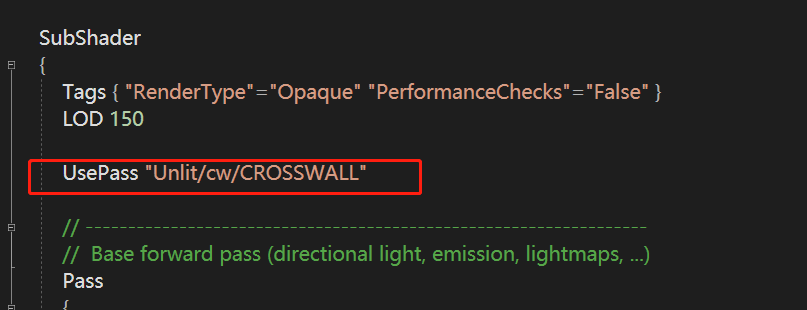 SubShader
{
Tags { "RenderType"="Opaque" "PerformanceChecks"="False" }
LOD 150
UsePass "Unlit/cw/CROSSWALL"
// ---------------------------------------------------------------
//  Base forward pass (directional light, emission, lightmaps, ...)
Pass
{